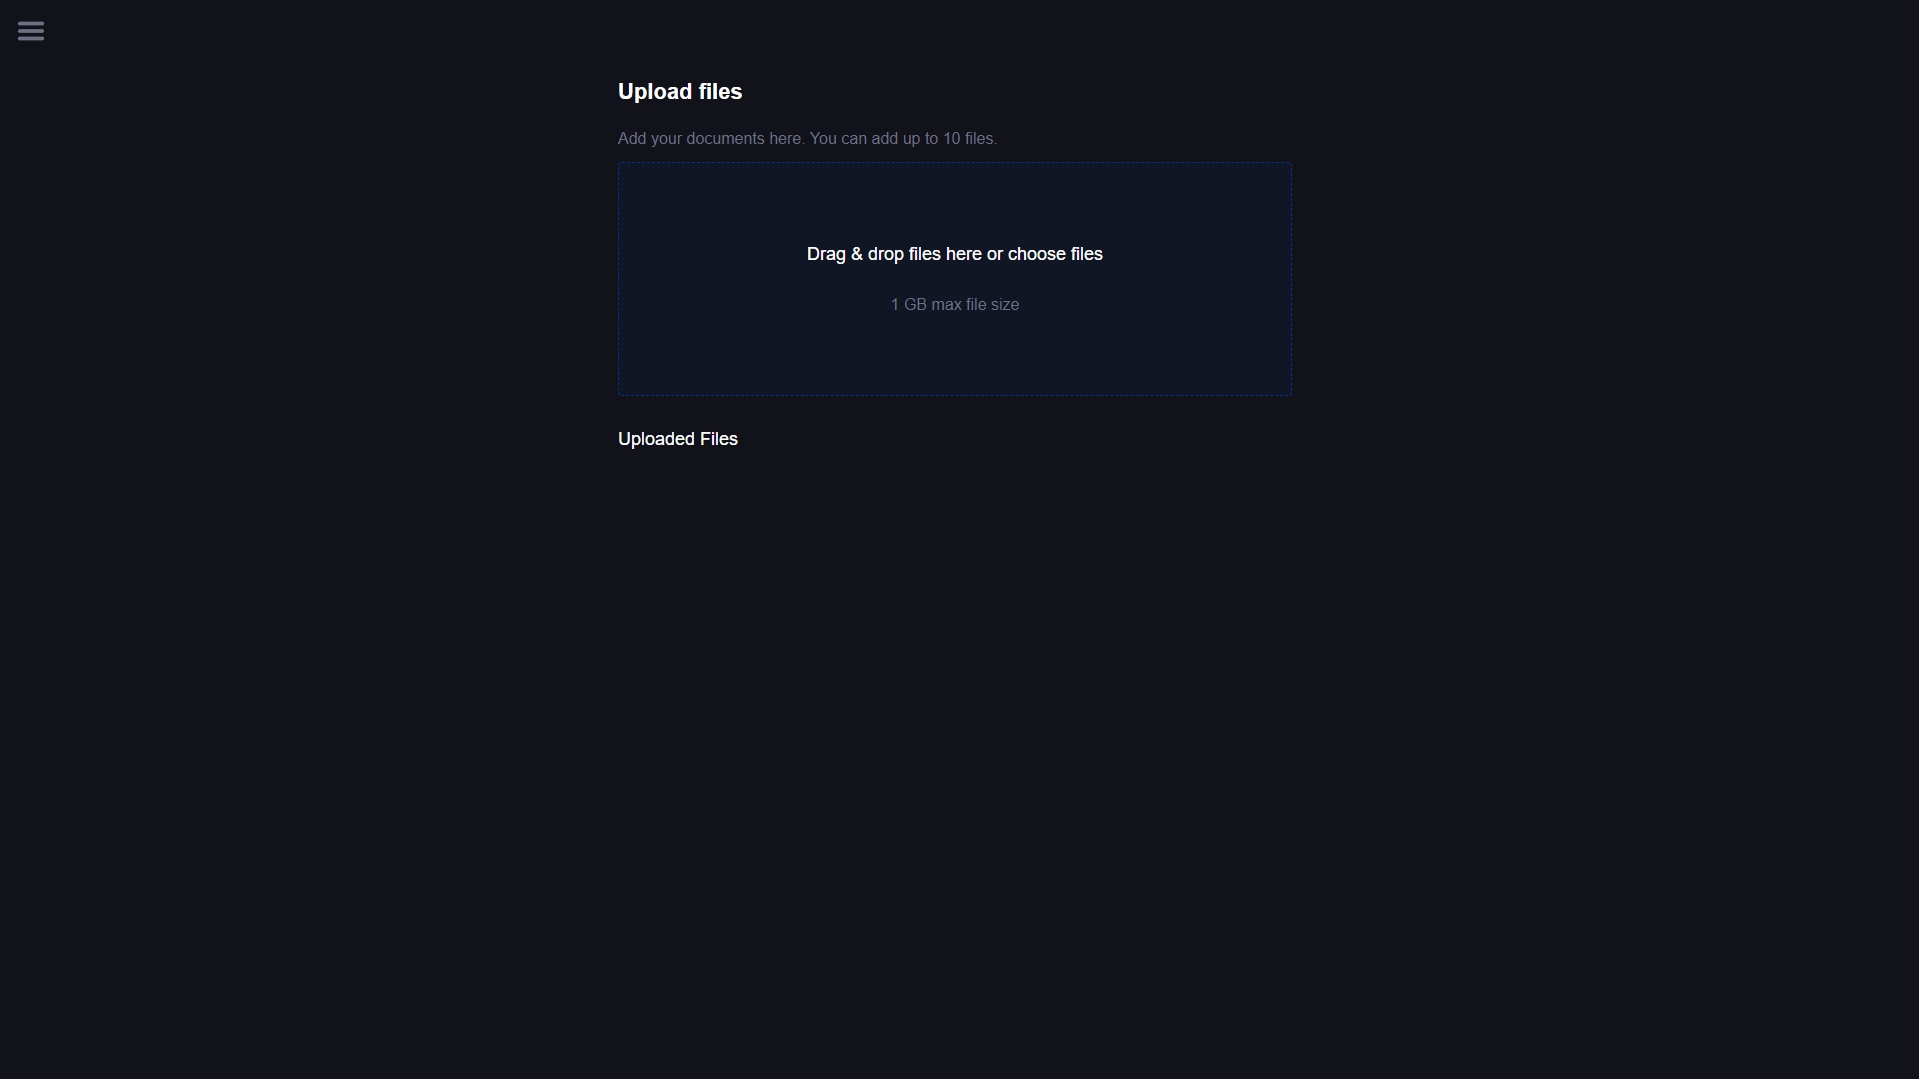 Upload files
Add your documents here. You can add up to 10 files.
Drag & drop files here or choose files
1 GB max file size
Uploaded Files